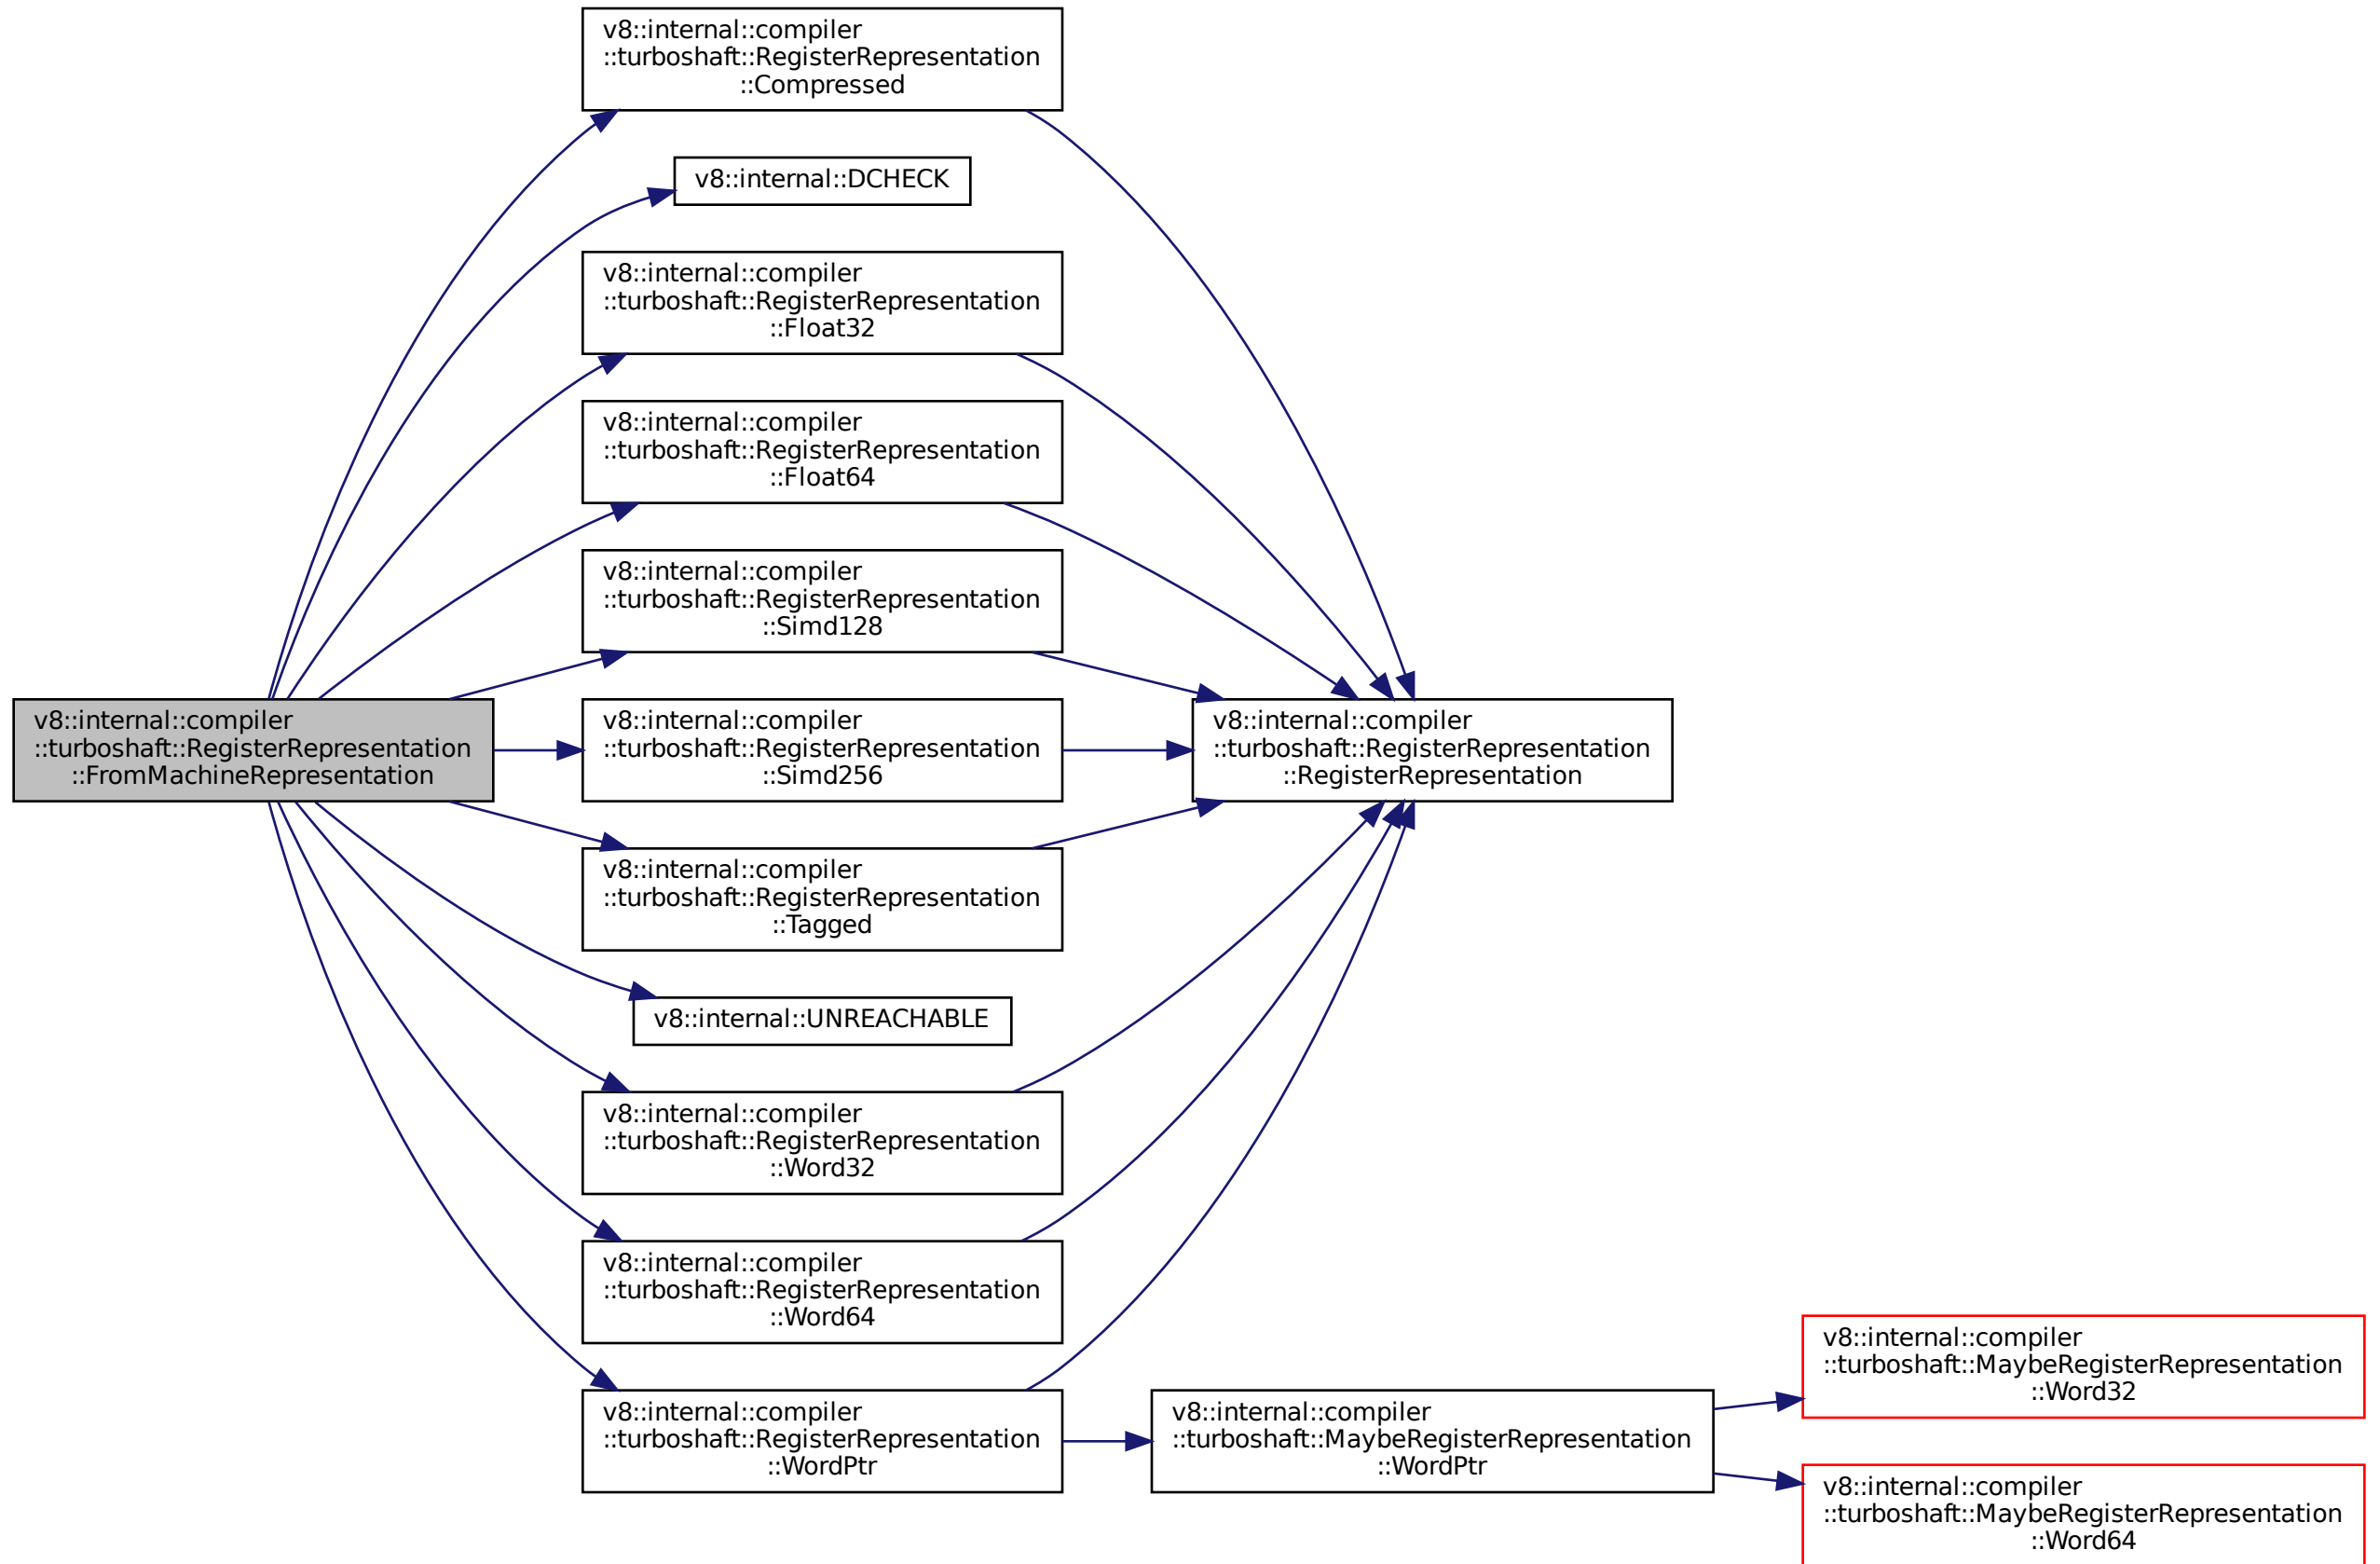 v8::internal::compiler
::turboshaft::RegisterRepresentation
::FromMachineRepresentation
v8::internal::compiler
::turboshaft::RegisterRepresentation
::Compressed
v8::internal::DCHECK
v8::internal::compiler
::turboshaft::RegisterRepresentation
::Float32
v8::internal::compiler
::turboshaft::RegisterRepresentation
::Float64
v8::internal::compiler
::turboshaft::RegisterRepresentation
::Simd128
v8::internal::compiler
::turboshaft::RegisterRepresentation
::Simd256
v8::internal::compiler
::turboshaft::RegisterRepresentation
::Tagged
v8::internal::UNREACHABLE
v8::internal::compiler
::turboshaft::RegisterRepresentation
::Word32
v8::internal::compiler
::turboshaft::RegisterRepresentation
::Word64
v8::internal::compiler
::turboshaft::RegisterRepresentation
::WordPtr
v8::internal::compiler
::turboshaft::RegisterRepresentation
::RegisterRepresentation
v8::internal::compiler
::turboshaft::MaybeRegisterRepresentation
::WordPtr
v8::internal::compiler
::turboshaft::MaybeRegisterRepresentation
::Word32
v8::internal::compiler
::turboshaft::MaybeRegisterRepresentation
::Word64